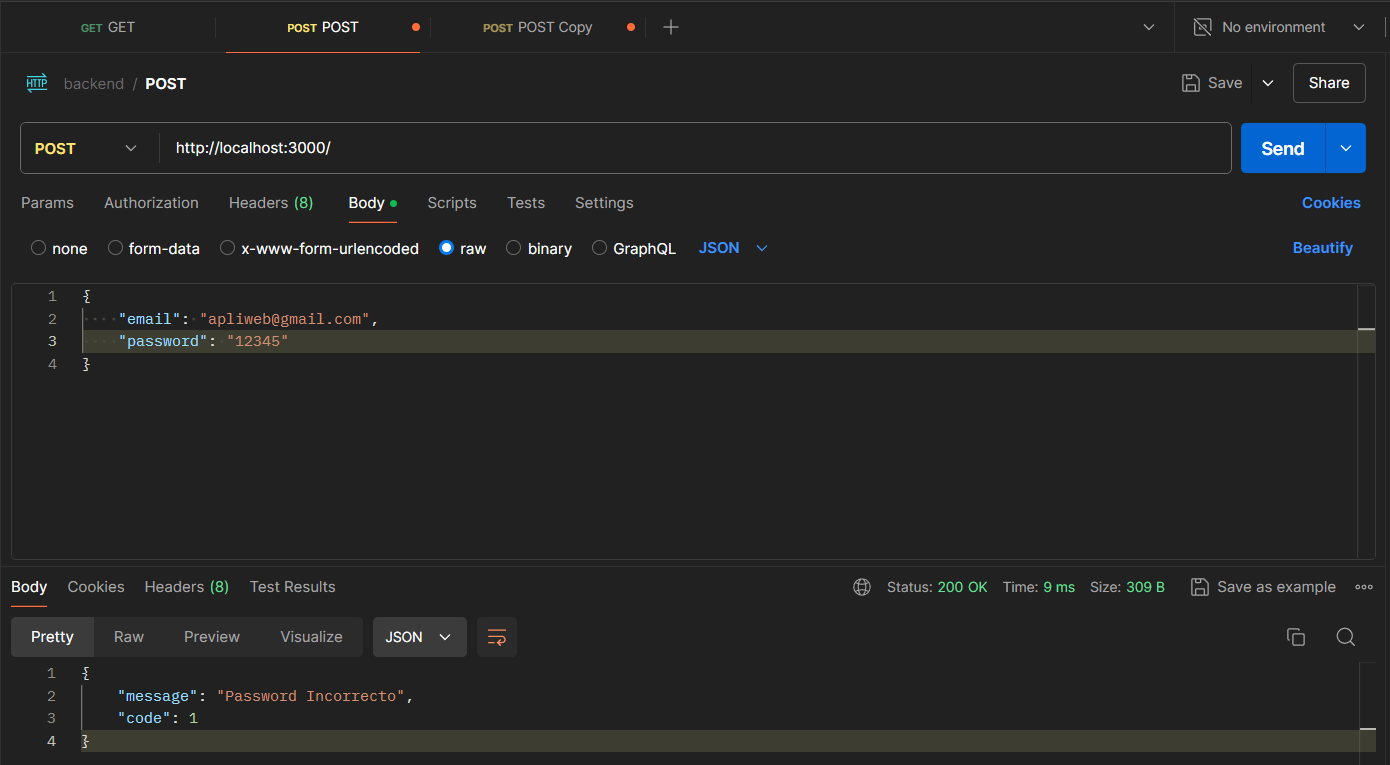 GET GET POST POST POST POST Copy No environment
HTTP backend / POST Save Share
POST http://localhost:3000/ Send
Params Authorization Headers (8) Body Scripts Tests Settings Cookies
none form-data x-www-form-urlencoded raw binary GraphQL JSON Beautify
1 {
2 "email": "apliweb@gmail.com",
3 "password": "12345"
4 }
Body Cookies Headers (8) Test Results Status: 200 OK Time: 9 ms Size: 309 B Save as example
Pretty Raw Preview Visualize JSON
1 {
2 "message": "Password Incorrecto",
3 "code": 1
4 }